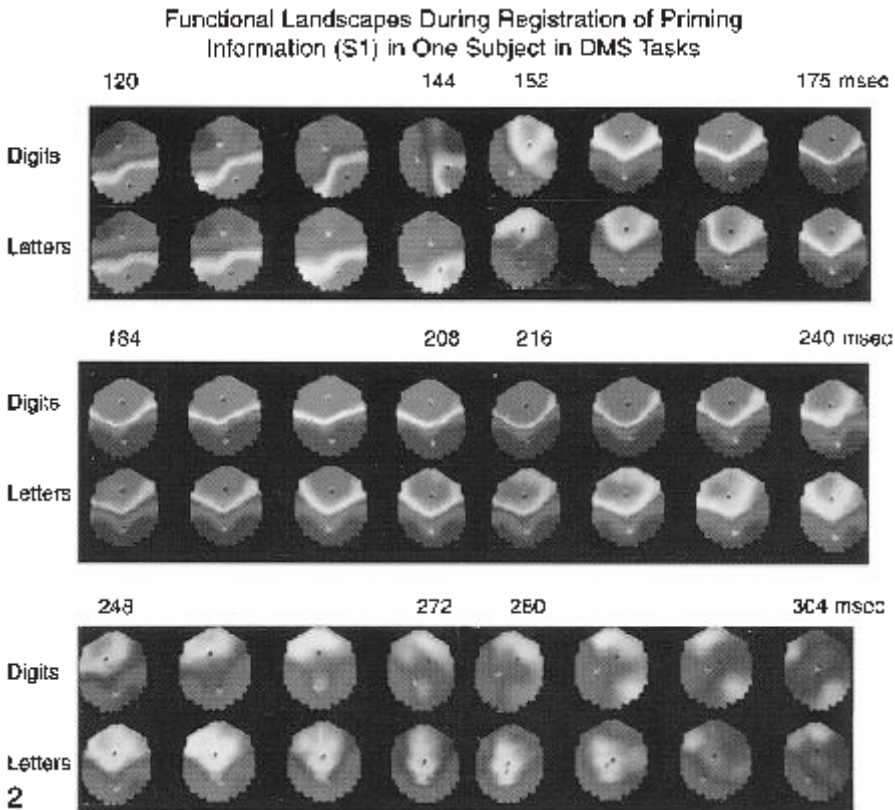 Functional Landscapes During Registration of Priming
Information (S1) in One Subject in DMS Tasks
120 144 152 175 msec
Digits
Letters
184 208 216 240 msec
Digits
Letters
248 272 280 304 msec
Digits
Letters
2